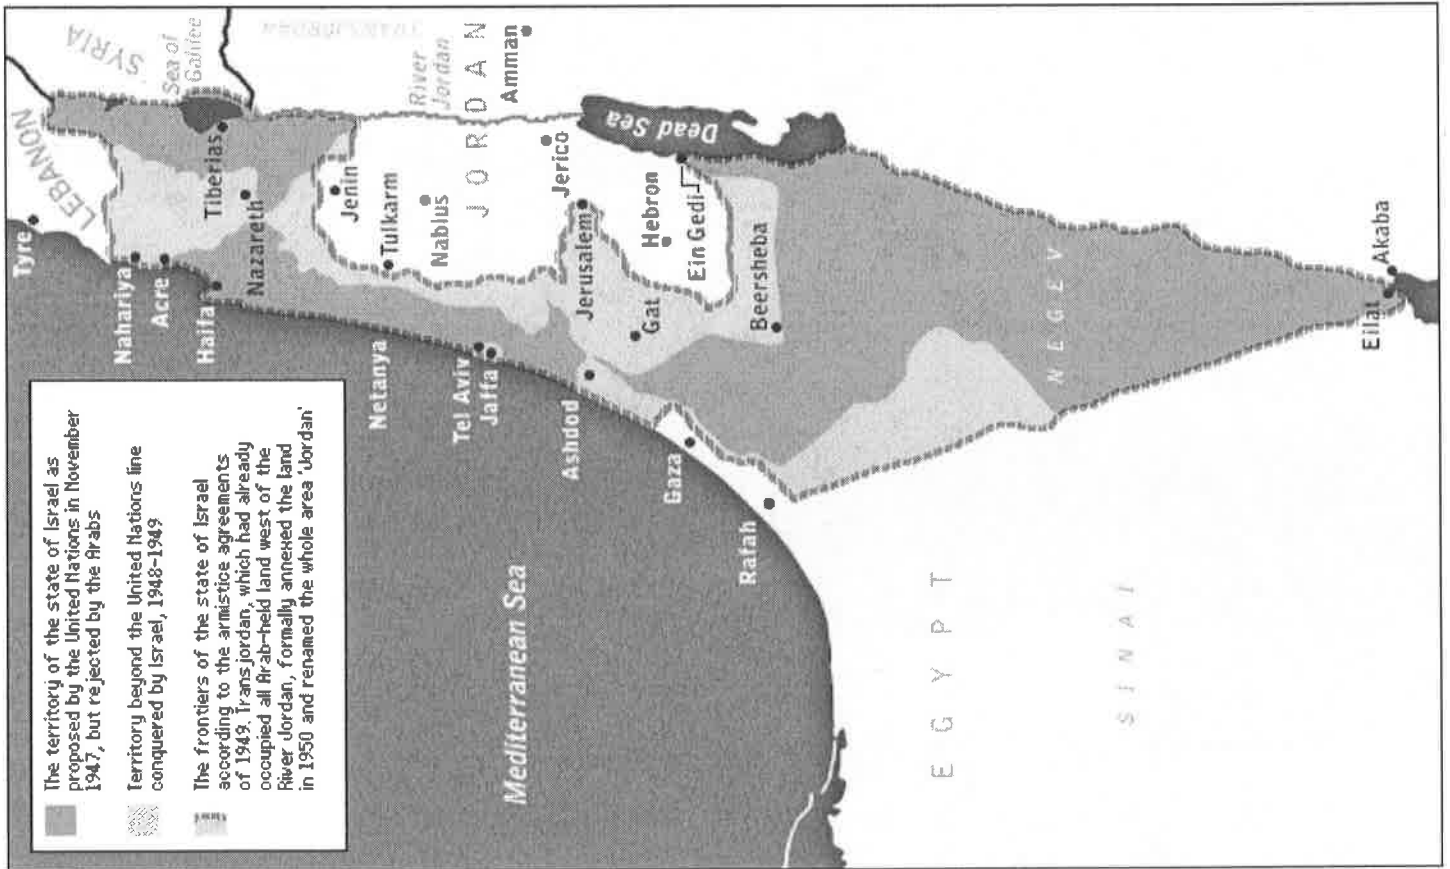 The territory of the state of Israel as
proposed by the United Nations in November
1947, but rejected by the Arabs
Territory beyond the United Nations line
conquered by Israel, 1948-1949
The frontiers of the state of Israel
according to the armistice agreements
of 1949. Transjordan, which had already
occupied all Arab-held land west of the
River Jordan, formally annexed the land
in 1950 and renamed the whole area 'Jordan'
Tyre
LEBANON
SYRIA
Sea of
Galilee
Nahariya
Acre
Haifa
Tiberias
Nazareth
Jenin
Tulkarm
Nablus
Netanya
Tel Aviv
Jaffa
River
Jordan
JORDAN
Amman
Jerico
Jerusalem
Ashdod
Gat
Hebron
Ein Gedi
Dead Sea
Gaza
Rafah
Beersheba
Mediterranean Sea
NEGEV
EGYPT
SINAI
Eilat
Akaba